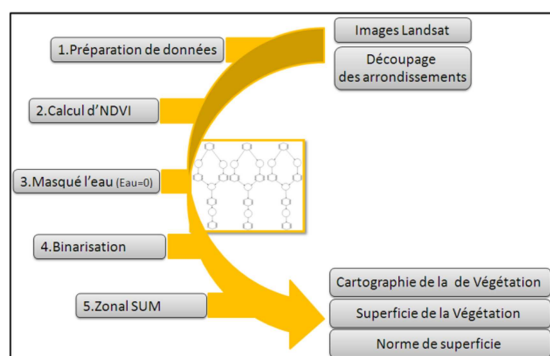 1.Préparation de données
Images Landsat
Découpage
des arrondissements
2.Calcul d'NDVI
3.Masqué l'eau (Eau=0)
4.Binarisation
5.Zonal SUM
Cartographie de la de Végétation
Superficie de la Végétation
Norme de superficie